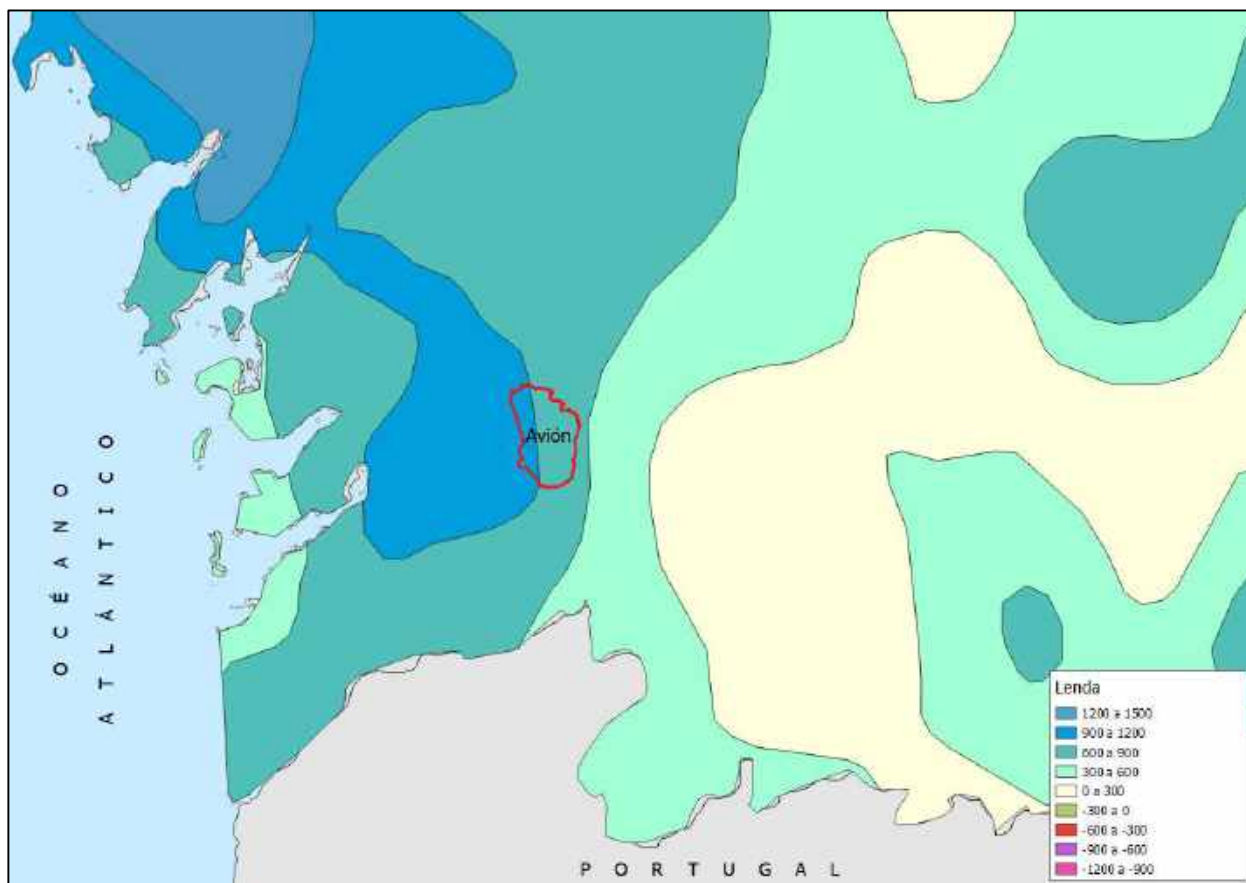 OCÉANO
ATLÁNTICO
Avión
PORTUGAL
Lenda
1200 a 1500
900 a 1200
600 a 900
300 a 600
0 a 300
-300 a 0
-600 a -300
-900 a -600
-1200 a -900